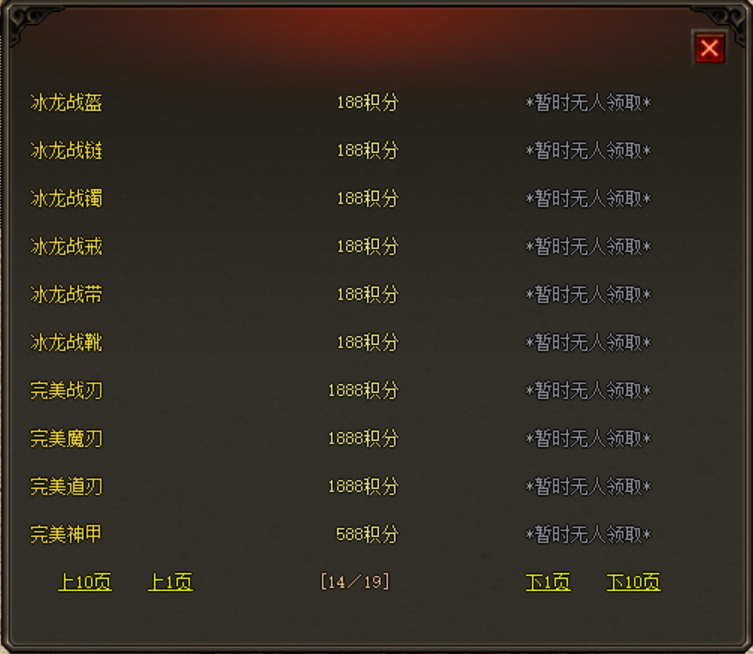 冰龙战盔 188积分 *暂时无人领取*
冰龙战链 188积分 *暂时无人领取*
冰龙战镯 188积分 *暂时无人领取*
冰龙战戒 188积分 *暂时无人领取*
冰龙战带 188积分 *暂时无人领取*
冰龙战靴 188积分 *暂时无人领取*
完美战刃 1888积分 *暂时无人领取*
完美魔刃 1888积分 *暂时无人领取*
完美道刃 1888积分 *暂时无人领取*
完美神甲 588积分 *暂时无人领取*
上10页 上1页 [14/19] 下1页 下10页